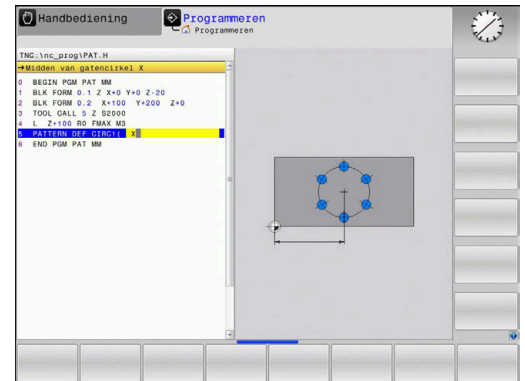 Handbediening
Programmeren
Programmeren
TNC:\nc_prog\PAT.H
→Midden van gatencirkel X
0 BEGIN PGM PAT MM
1 BLK FORM 0.1 Z X+0 Y+0 Z-20
2 BLK FORM 0.2 X+100 Y+200 Z+0
3 TOOL CALL 5 Z S2000
4 L Z+100 R0 FMAX M3
5 PATTERN DEF CIRC1( X
6 END PGM PAT MM